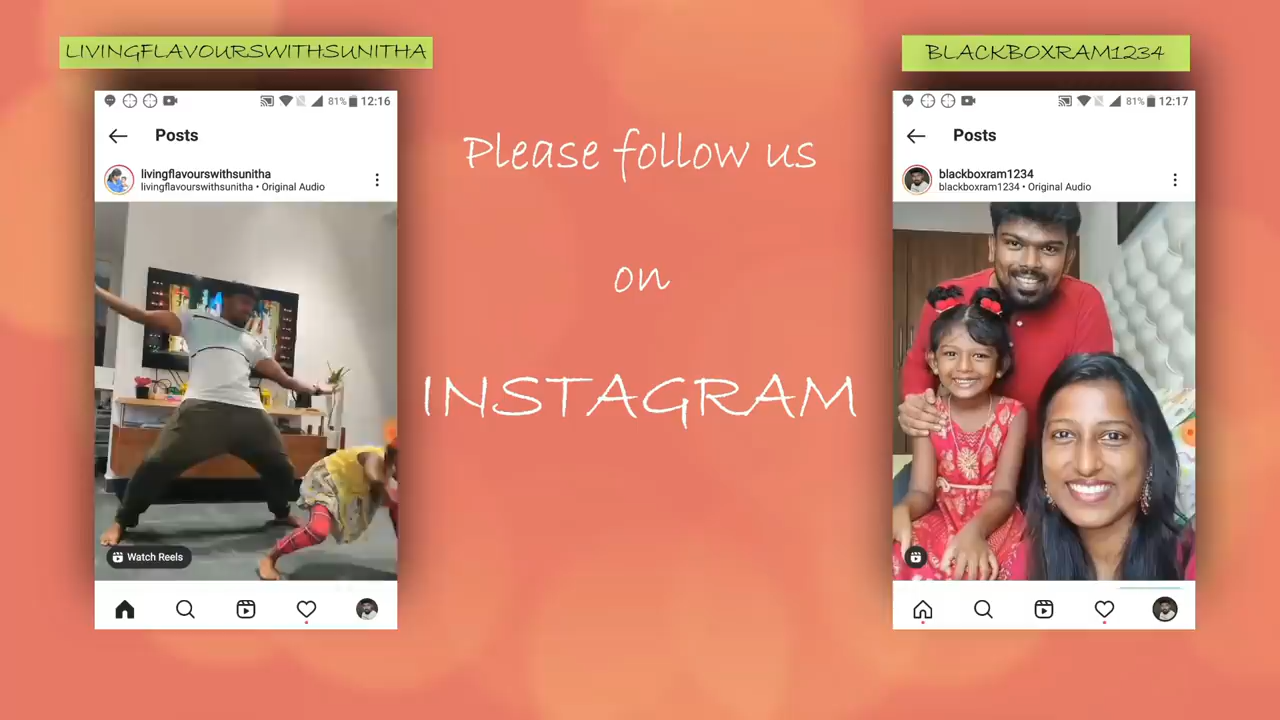 LIVINGFLAVOURSWITHSUNITHA
81% 12:16
Posts
livingflavourswithsunitha
livingflavourswithsunitha • Original Audio
Watch Reels
Please follow us
on
INSTAGRAM
BLACKBOXRAM1234
81% 12:17
Posts
blackboxram1234
blackboxram1234 • Original Audio